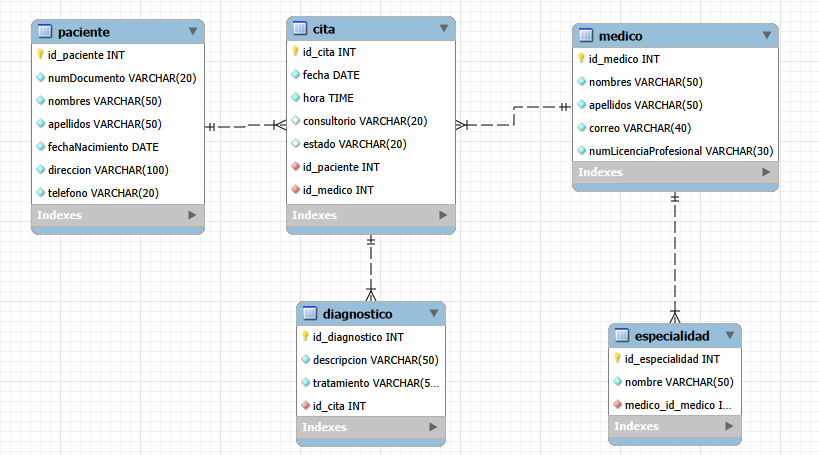 paciente
id_paciente INT
numDocumento VARCHAR(20)
nombres VARCHAR(50)
apellidos VARCHAR(50)
fechaNacimiento DATE
direccion VARCHAR(100)
telefono VARCHAR(20)
Indexes
cita
id_cita INT
fecha DATE
hora TIME
consultorio VARCHAR(20)
estado VARCHAR(20)
id_paciente INT
id_medico INT
Indexes
medico
id_medico INT
nombres VARCHAR(50)
apellidos VARCHAR(50)
correo VARCHAR(40)
numLicenciaProfesional VARCHAR(30)
Indexes
diagnostico
id_diagnostico INT
descripcion VARCHAR(50)
tratamiento VARCHAR(5...
id_cita INT
Indexes
especialidad
id_especialidad INT
nombre VARCHAR(50)
medico_id_medico I...
Indexes